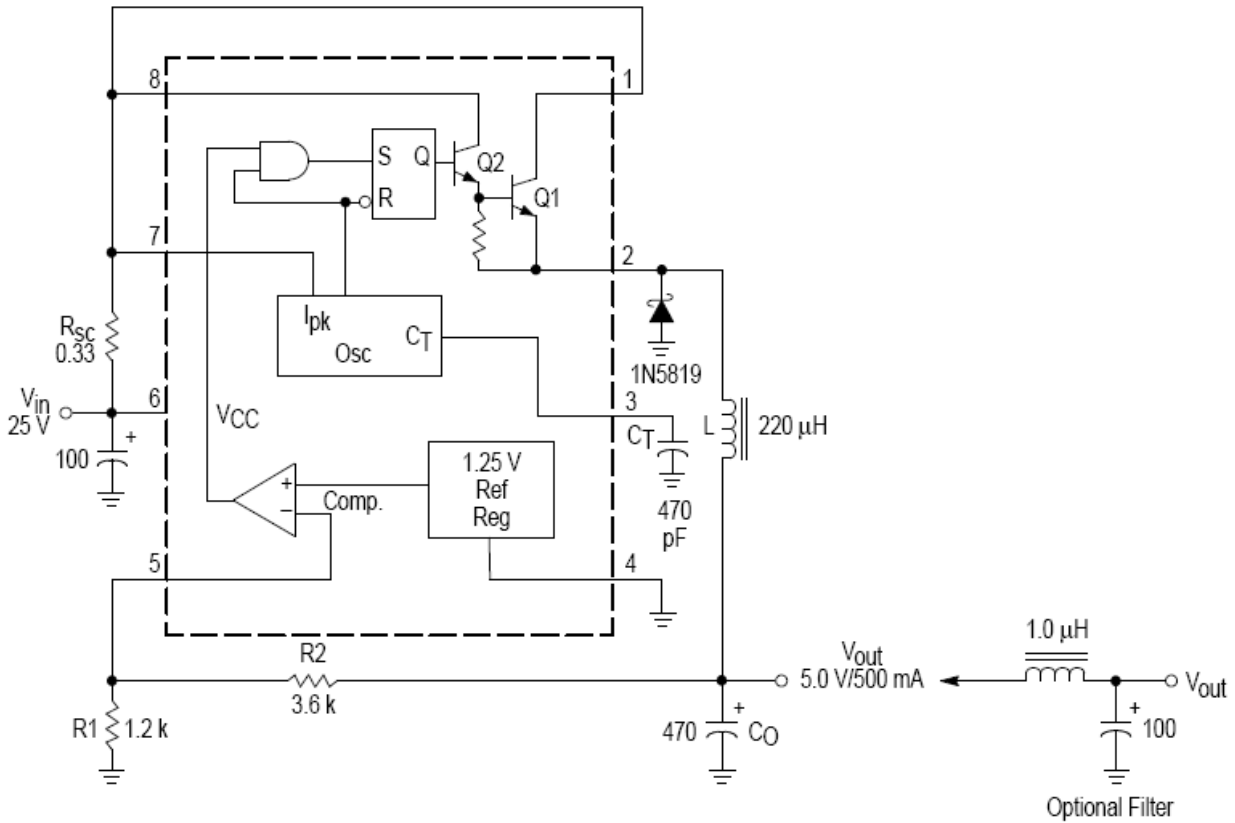 8
1
S
Q
Q2
R
Q1
7
2
Ipk
Osc
CT
Rsc
0.33
1N5819
Vin
25 V
6
VCC
3
CT
L
220 µH
100
+
470
pF
1.25 V
Ref
Reg
+
−
Comp.
5
4
R2
3.6 k
R1
1.2 k
Vout
5.0 V/500 mA
1.0 µH
Vout
470
+
CO
+
100
Optional Filter